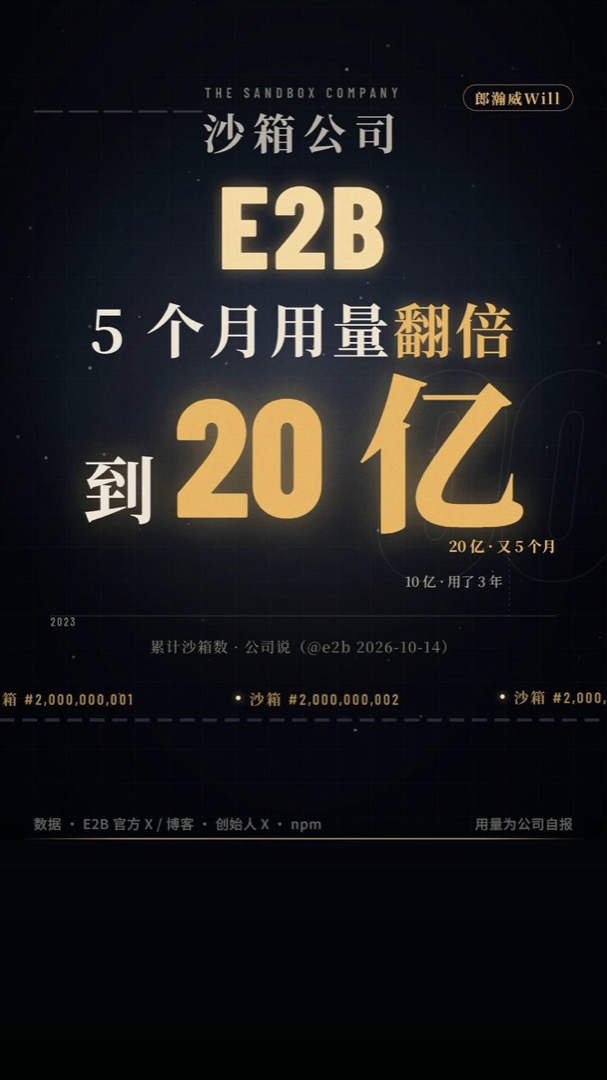 THE SANDBOX COMPANY
郎瀚威Will
沙箱公司
E2B
5 个月用量翻倍
到 20 亿
20 亿 · 又 5 个月
10 亿 · 用了 3 年
2023
累计沙箱数 · 公司说（@e2b 2026-10-14）
箱 #2,000,000,001
• 沙箱 #2,000,000,002
• 沙箱 #2,000,
数据 • E2B 官方 X / 博客 • 创始人 X • npm
用量为公司自报